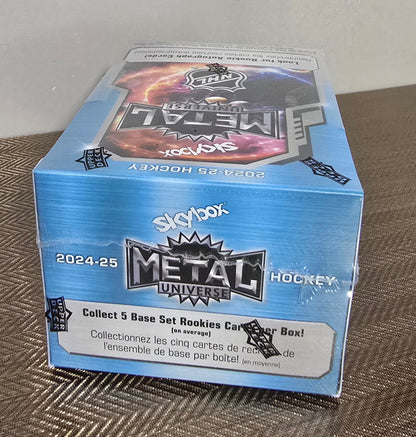 Look for Rookie Autograph Cards!
NHL
METAL
UNIVERSE
skybox
2024-25 HOCKEY
skybox
2024-25
METAL
UNIVERSE
HOCKEY
Collect 5 Base Set Rookies Per Box!
(on average)
Collectionnez les cinq cartes de de
l'ensemble de base par boîte! (en moyenne)
UPPER DECK